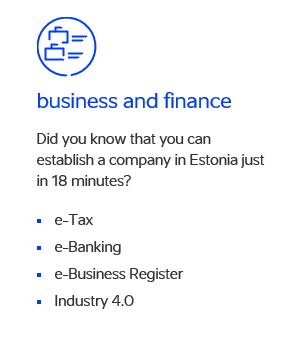 business and finance
Did you know that you can
establish a company in Estonia just
in 18 minutes?
e-Tax
e-Banking
e-Business Register
Industry 4.0